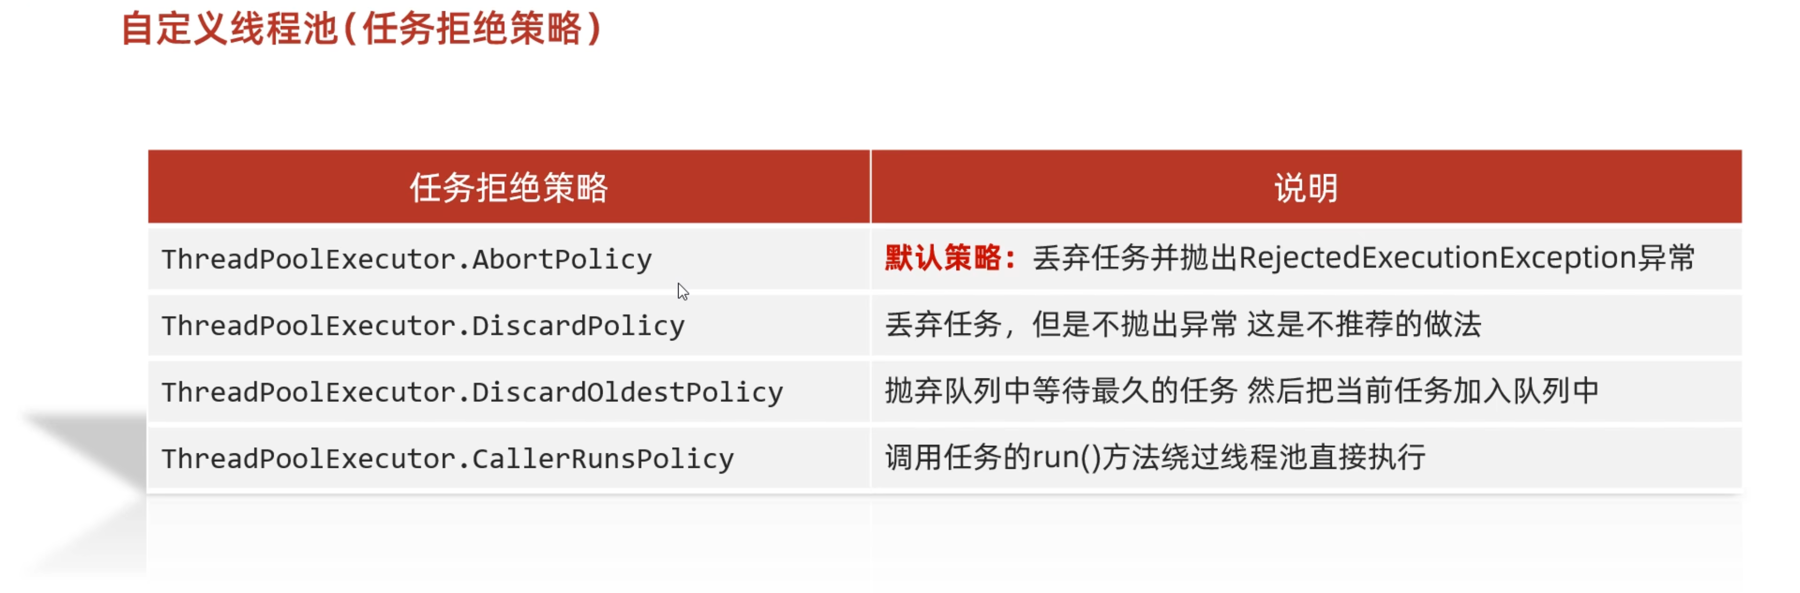 自定义线程池(任务拒绝策略)
任务拒绝策略 说明
ThreadPoolExecutor.AbortPolicy 默认策略：丢弃任务并抛出RejectedExecutionException异常
ThreadPoolExecutor.DiscardPolicy 丢弃任务，但是不抛出异常 这是不推荐的做法
ThreadPoolExecutor.DiscardOldestPolicy 抛弃队列中等待最久的任务 然后把当前任务加入队列中
ThreadPoolExecutor.CallerRunsPolicy 调用任务的run()方法绕过线程池直接执行